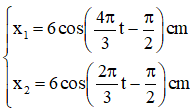 x₁ = 6cos(4π/3 t − π/2) cm
x₂ = 6cos(2π/3 t − π/2) cm